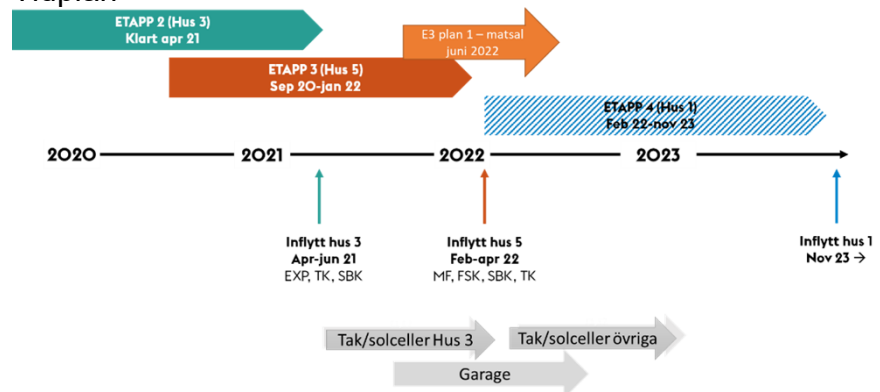 Tidplan
ETAPP 2 (Hus 3)
Klart apr 21
E3 plan 1 – matsal
juni 2022
ETAPP 3 (Hus 5)
Sep 20-jan 22
ETAPP 4 (Hus 1)
Feb 22-nov 23
2020
2021
2022
2023
Inflytt hus 3
Apr-jun 21
EXP, TK, SBK
Inflytt hus 5
Feb-apr 22
MF, FSK, SBK, TK
Inflytt hus 1
Nov 23 →
Tak/solceller Hus 3
Tak/solceller övriga
Garage